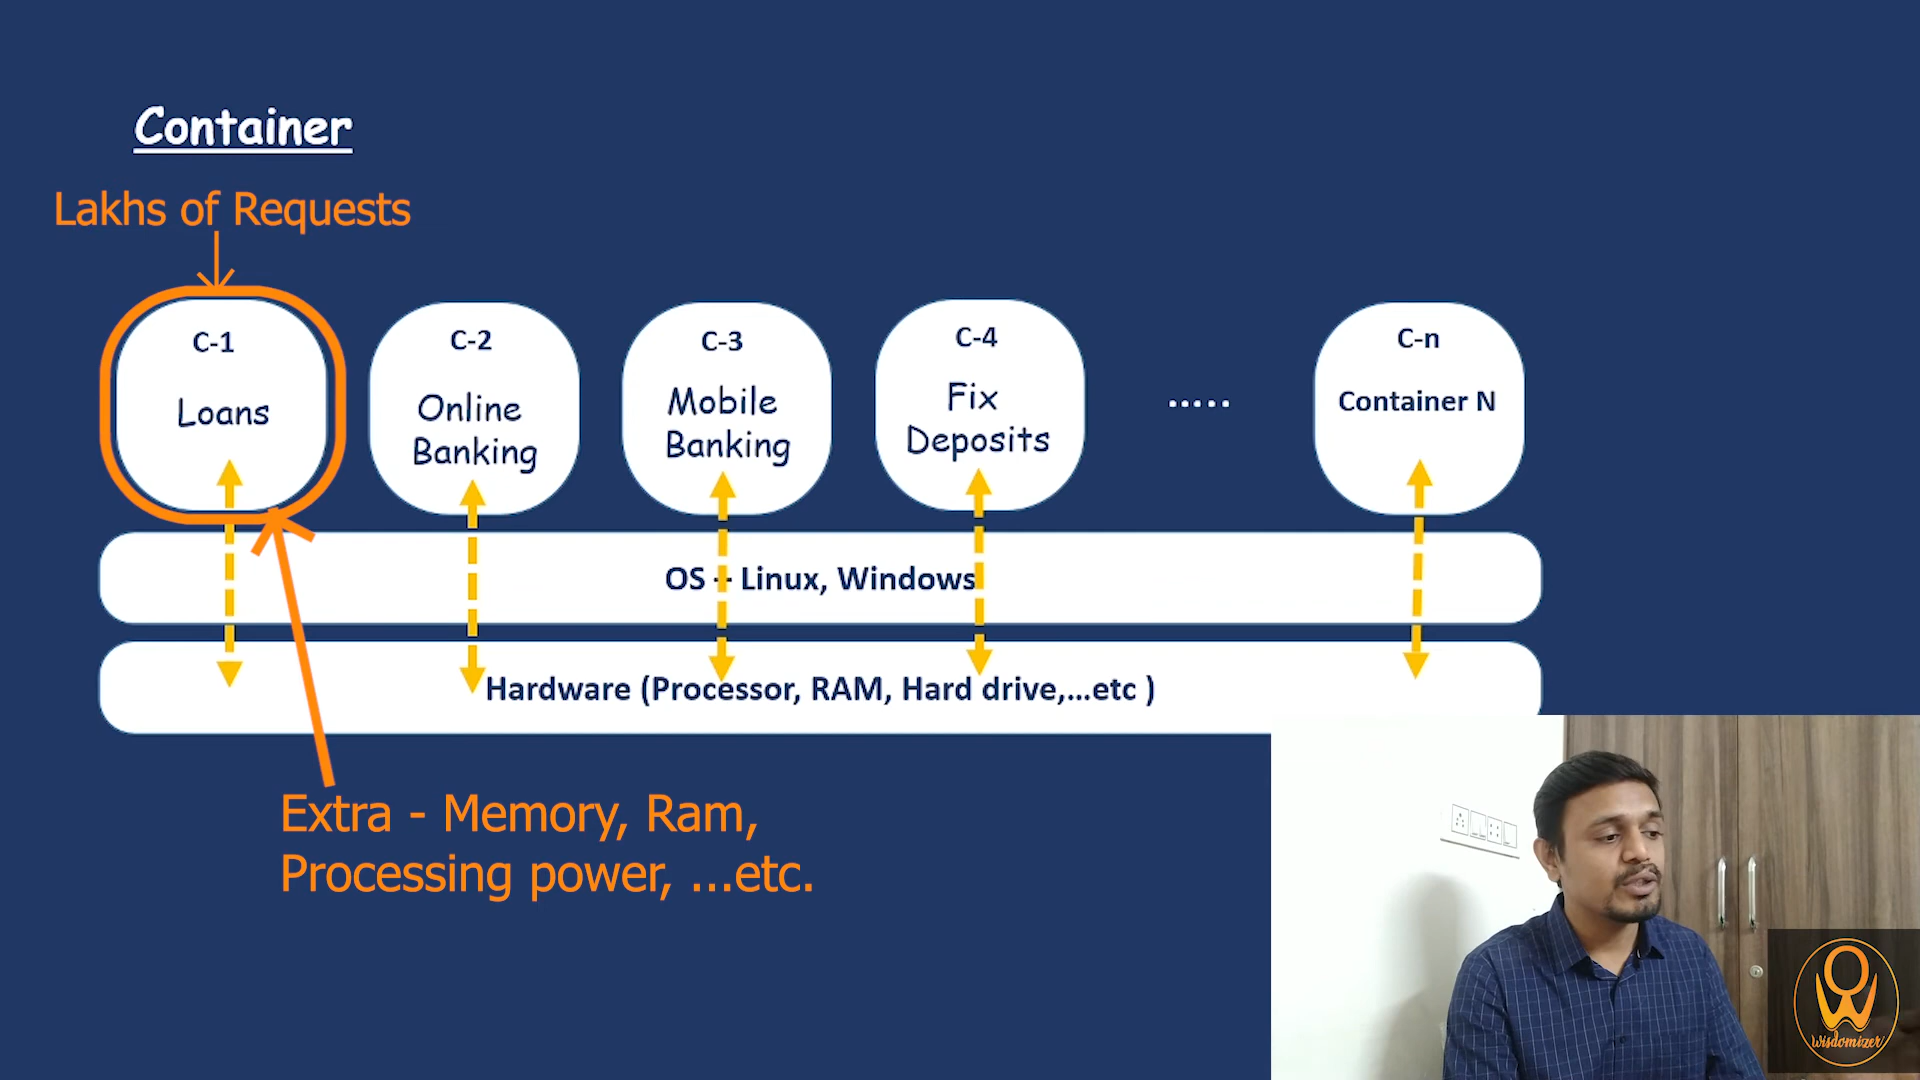 Container
Lakhs of Requests
C-1
Loans
C-2
Online
Banking
C-3
Mobile
Banking
C-4
Fix
Deposits
.....
C-n
Container N
OS - Linux, Windows
Hardware (Processor, RAM, Hard drive,...etc )
Extra - Memory, Ram,
Processing power, ...etc.
Wisdomizer